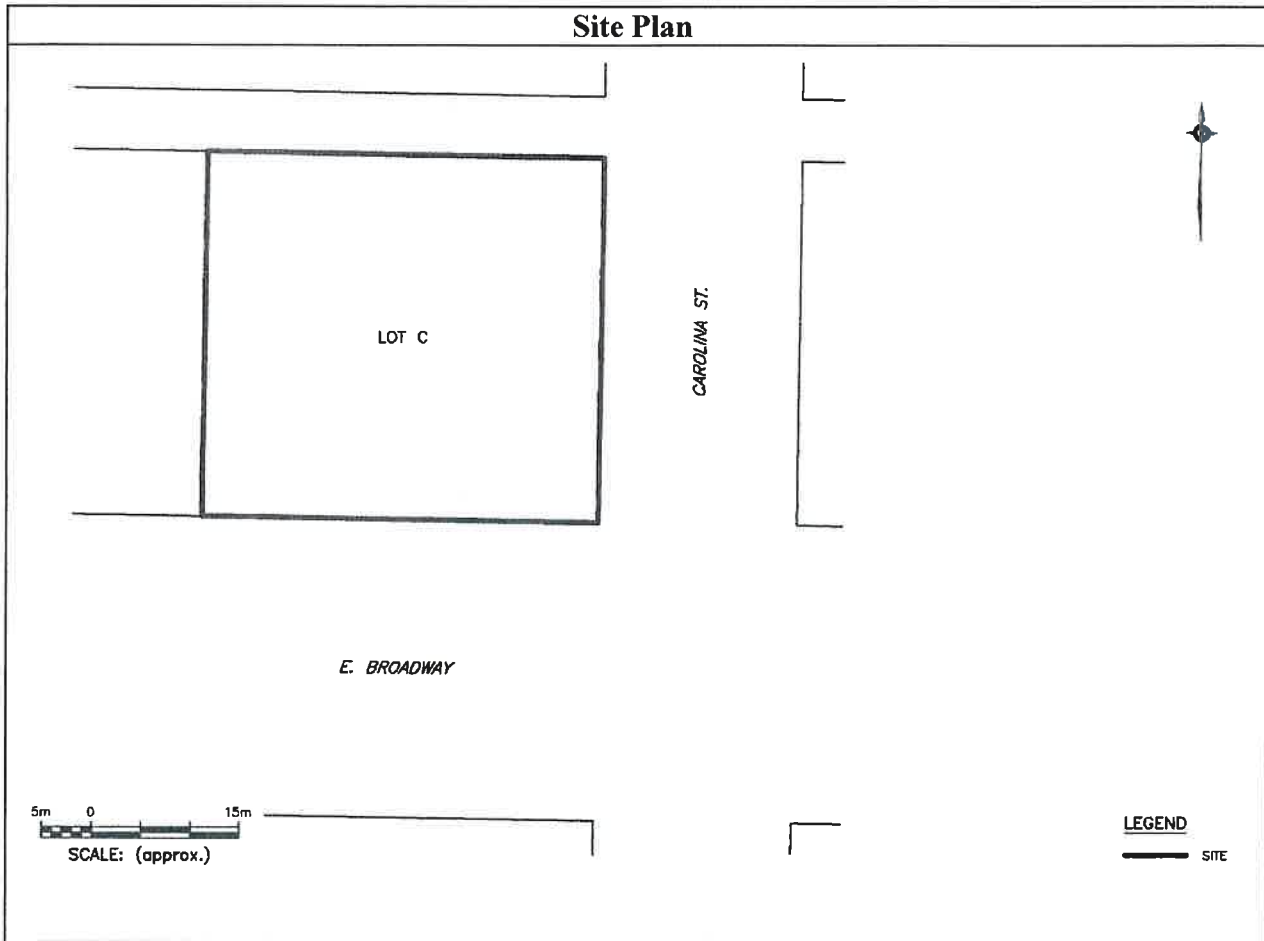 Site Plan
LOT C
CAROLINA ST.
E. BROADWAY
5m 0 15m
SCALE: (approx.)
LEGEND
SITE